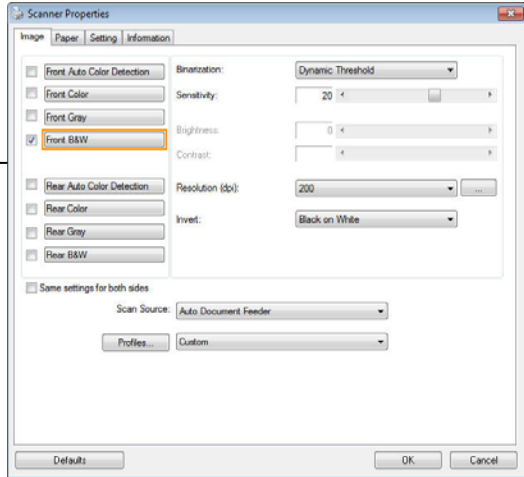 Scanner Properties
Image Paper Setting Information
Front Auto Color Detection
Front Color
Front Gray
Front B&W
Rear Auto Color Detection
Rear Color
Rear Gray
Rear B&W
Binarization: Dynamic Threshold
Sensitivity: 20
Brightness: 0
Contrast:
Resolution (dpi): 200 ...
Invert: Black on White
Same settings for both sides
Scan Source: Auto Document Feeder
Profiles... Custom
Defaults OK Cancel